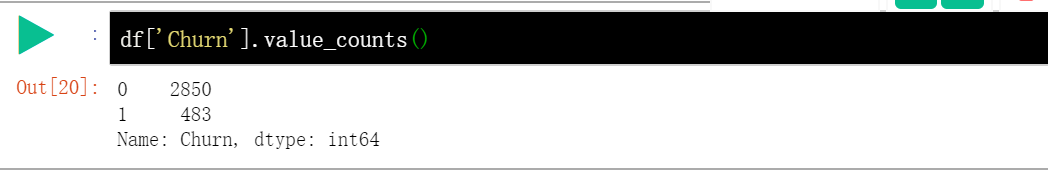 : df['Churn'].value_counts()
Out[20]: 0    2850
1     483
Name: Churn, dtype: int64